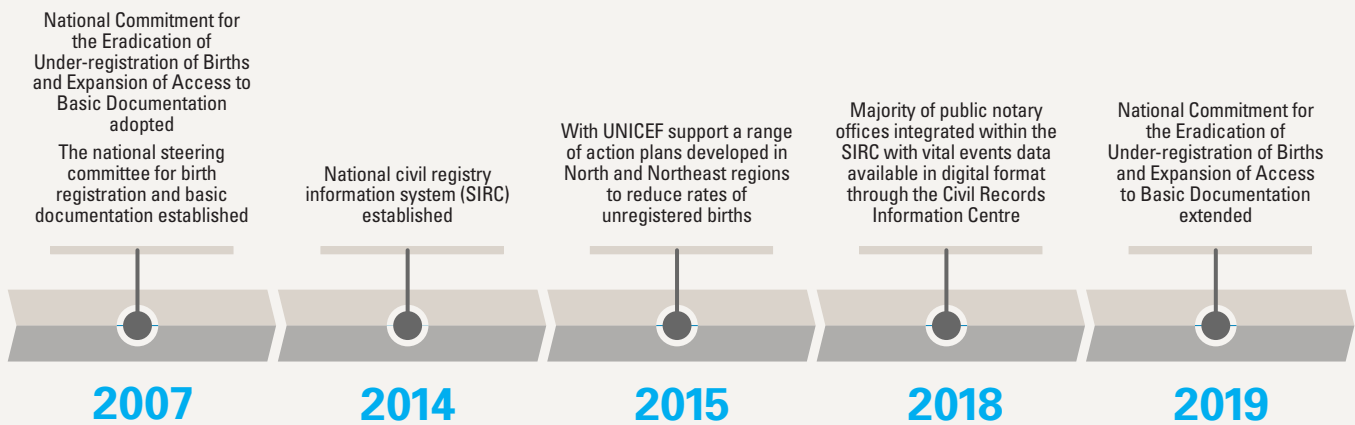 National Commitment for
the Eradication of
Under-registration of Births
and Expansion of Access to
Basic Documentation
adopted
The national steering
committee for birth
registration and basic
documentation established
2007
National civil registry
information system (SIRC)
established
2014
With UNICEF support a range
of action plans developed in
North and Northeast regions
to reduce rates of
unregistered births
2015
Majority of public notary
offices integrated within the
SIRC with vital events data
available in digital format
through the Civil Records
Information Centre
2018
National Commitment for
the Eradication of
Under-registration of Births
and Expansion of Access
to Basic Documentation
extended
2019